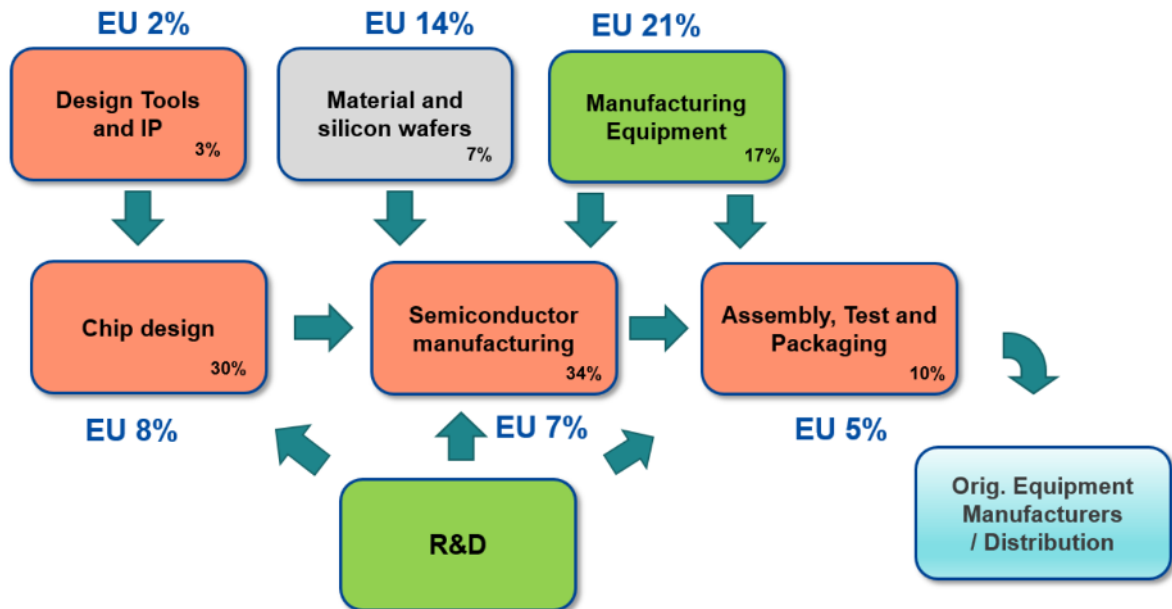 EU 2%
EU 14%
EU 21%
Design Tools
and IP
3%
Material and
silicon wafers
7%
Manufacturing
Equipment
17%
Chip design
30%
Semiconductor
manufacturing
34%
Assembly, Test and
Packaging
10%
EU 8%
EU 7%
EU 5%
R&D
Orig. Equipment
Manufacturers
/ Distribution